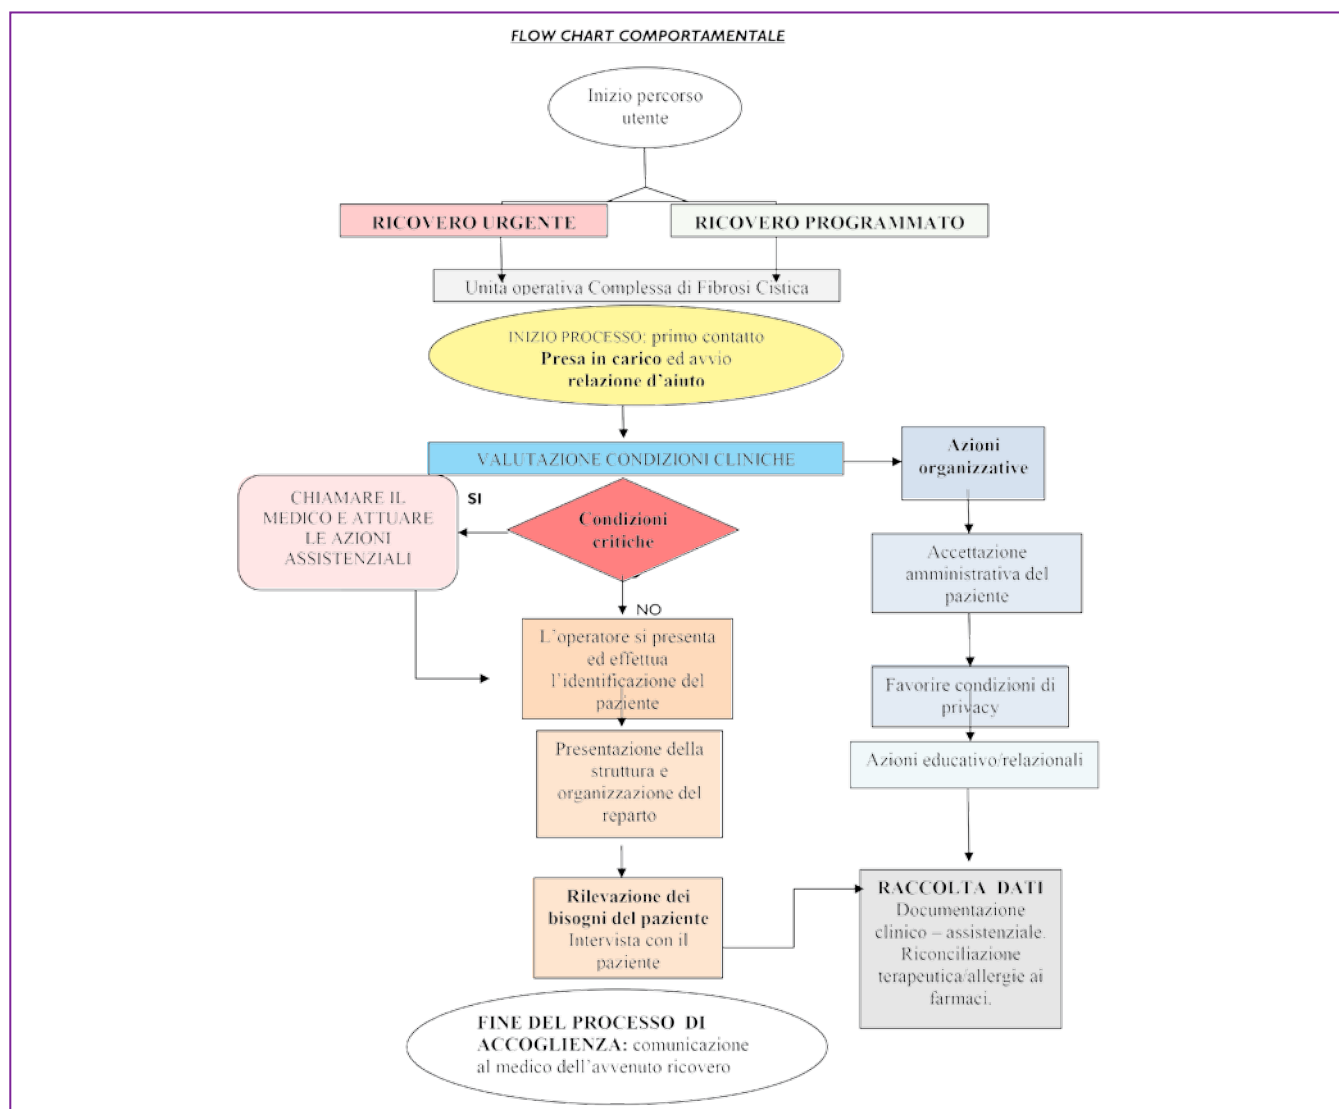 FLOW CHART COMPORTAMENTALE
Inizio percorso
utente
RICOVERO URGENTE
RICOVERO PROGRAMMATO
Unità operativa Complessa di Fibrosi Cistica
INIZIO PROCESSO: primo contatto
Presa in carico ed avvio
relazione d'aiuto
VALUTAZIONE CONDIZIONI CLINICHE
Azioni
organizzative
CHIAMARE IL
MEDICO E ATTUARE
LE AZIONI
ASSISTENZIALI
SI
Condizioni
critiche
NO
Accettazione
amministrativa del
paziente
L'operatore si presenta
ed effettua
l'identificazione del
paziente
Favorire condizioni di
privacy
Presentazione della
struttura e
organizzazione del
reparto
Azioni educativo/relazionali
Rilevazione dei
bisogni del paziente
Intervista con il
paziente
RACCOLTA DATI
Documentazione
clinico – assistenziale.
Riconciliazione
terapeutica/allergie ai
farmaci.
FINE DEL PROCESSO DI
ACCOGLIENZA: comunicazione
al medico dell'avvenuto ricovero